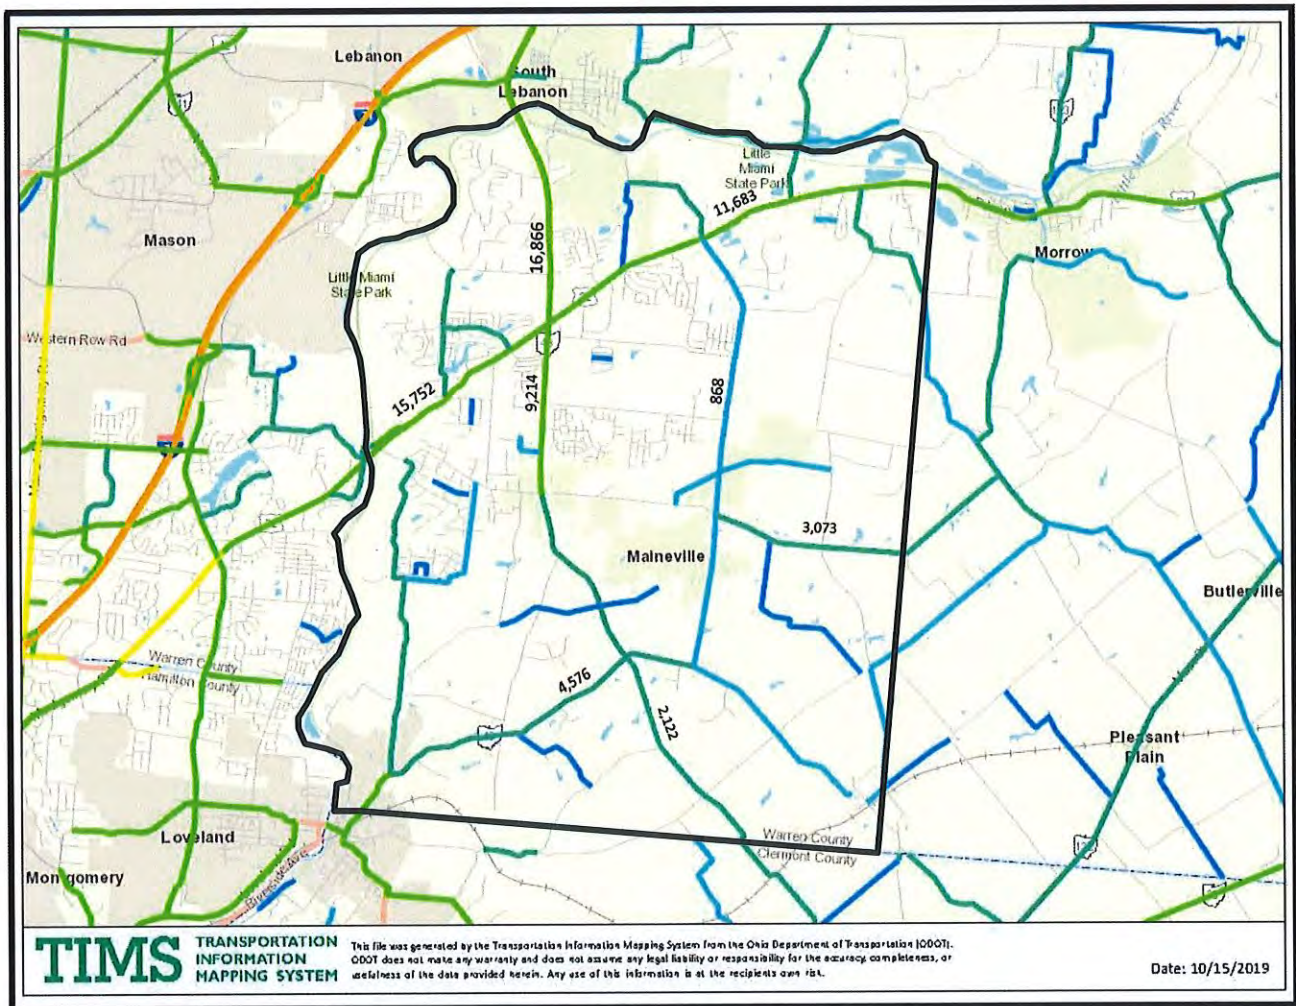 Lebanon
South
Lebanon
Little
Miami
State Park
11,683
16,866
Mason
Morrow
Little Miami
State Park
Little Miami River
Western Row Rd
15,752
9,214
868
3,073
Maineville
Butlerville
Warren County
Hamilton County
4,576
2,122
Pleasant
Plain
Loveland
Warren County
Clermont County
Montgomery
Riverside Ave
TIMS
TRANSPORTATION
INFORMATION
MAPPING SYSTEM
This file was generated by the Transportation Information Mapping System from the Ohio Department of Transportation (ODOT).
ODOT does not make any warranty and does not assume any legal liability or responsibility for the accuracy, completeness, or
usefulness of the data provided herein. Any use of this information is at the recipients own risk.
Date: 10/15/2019